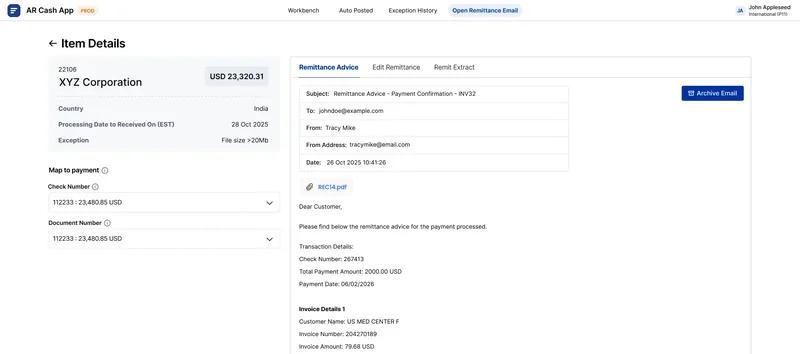 AR Cash App PROD Workbench Auto Posted Exception History Open Remittance Email JA John Appleseed
International (P11)
Item Details
22106
XYZ Corporation
USD 23,320.31
Country India
Processing Date to Received On (EST) 28 Oct 2025
Exception File size >20Mb
Map to payment
Check Number
112233 : 23,480.85 USD
Document Number
112233 : 23,480.85 USD
Remittance Advice Edit Remittance Remit Extract
Subject: Remittance Advice - Payment Confirmation - INV32
Archive Email
To: johndoe@example.com
From: Tracy Mike
From Address: tracymike@email.com
Date: 26 Oct 2025 10:41:26
REC14.pdf
Dear Customer,
Please find below the remittance advice for the payment processed.
Transaction Details:
Check Number: 267413
Total Payment Amount: 2000.00 USD
Payment Date: 06/02/2026
Invoice Details 1
Customer Name: US MED CENTER F
Invoice Number: 204270189
Invoice Amount: 79.68 USD